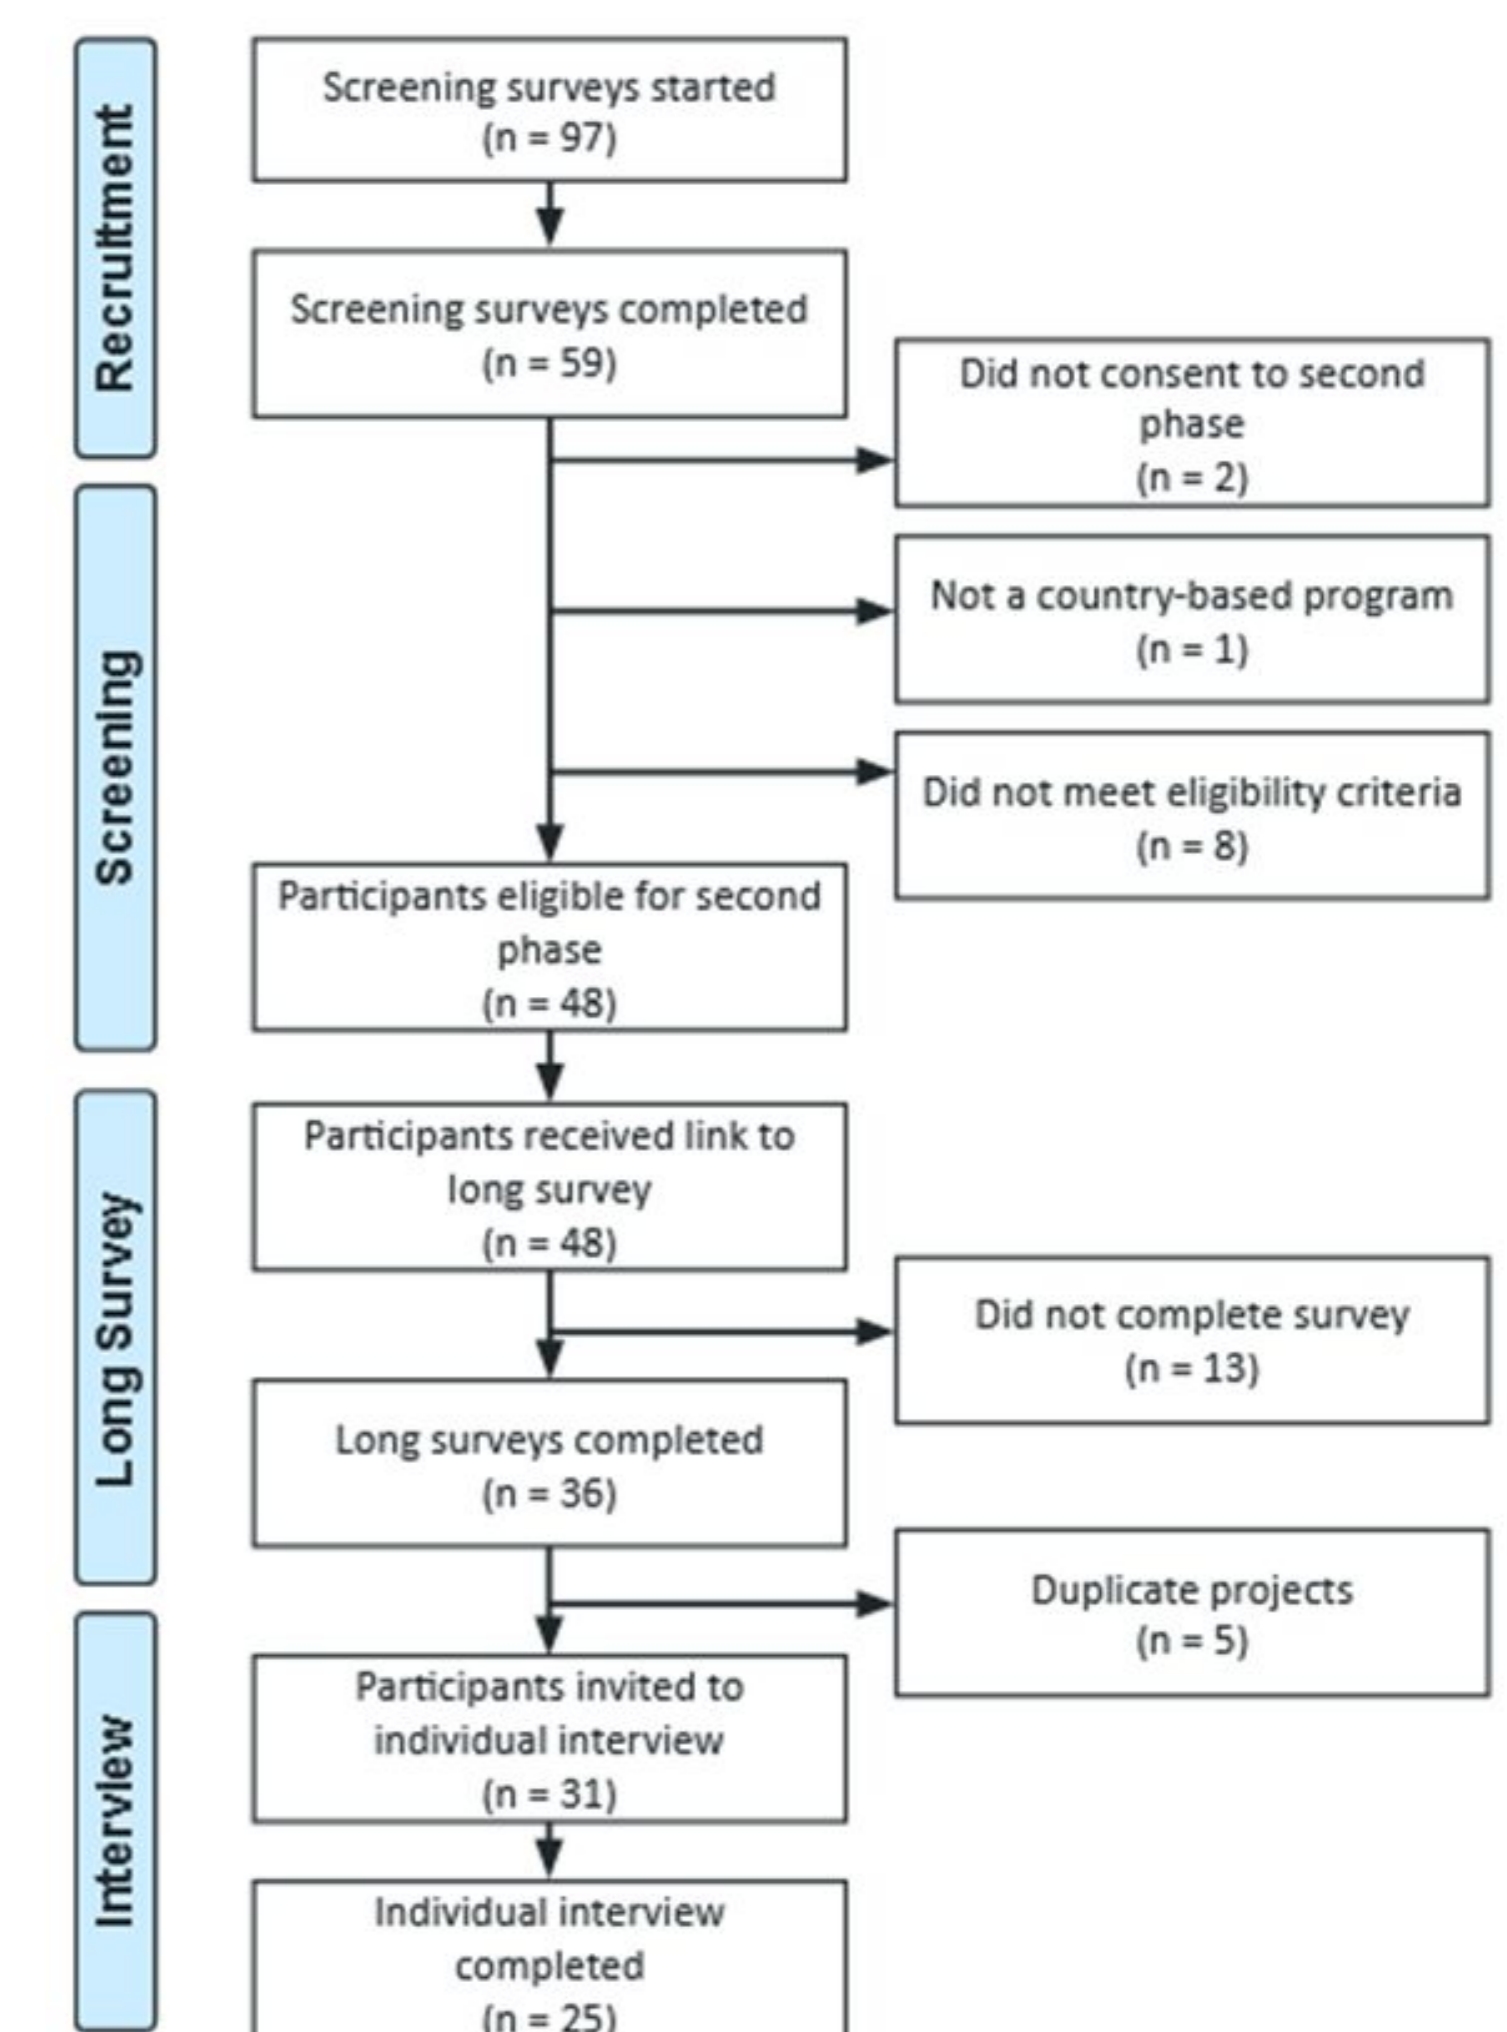 Recruitment
Screening surveys started
(n = 97)
Screening surveys completed
(n = 59)
Did not consent to second
phase
(n = 2)
Screening
Not a country-based program
(n = 1)
Did not meet eligibility criteria
(n = 8)
Participants eligible for second
phase
(n = 48)
Long Survey
Participants received link to
long survey
(n = 48)
Did not complete survey
(n = 13)
Long surveys completed
(n = 36)
Duplicate projects
(n = 5)
Interview
Participants invited to
individual interview
(n = 31)
Individual interview
completed
(n = 25)